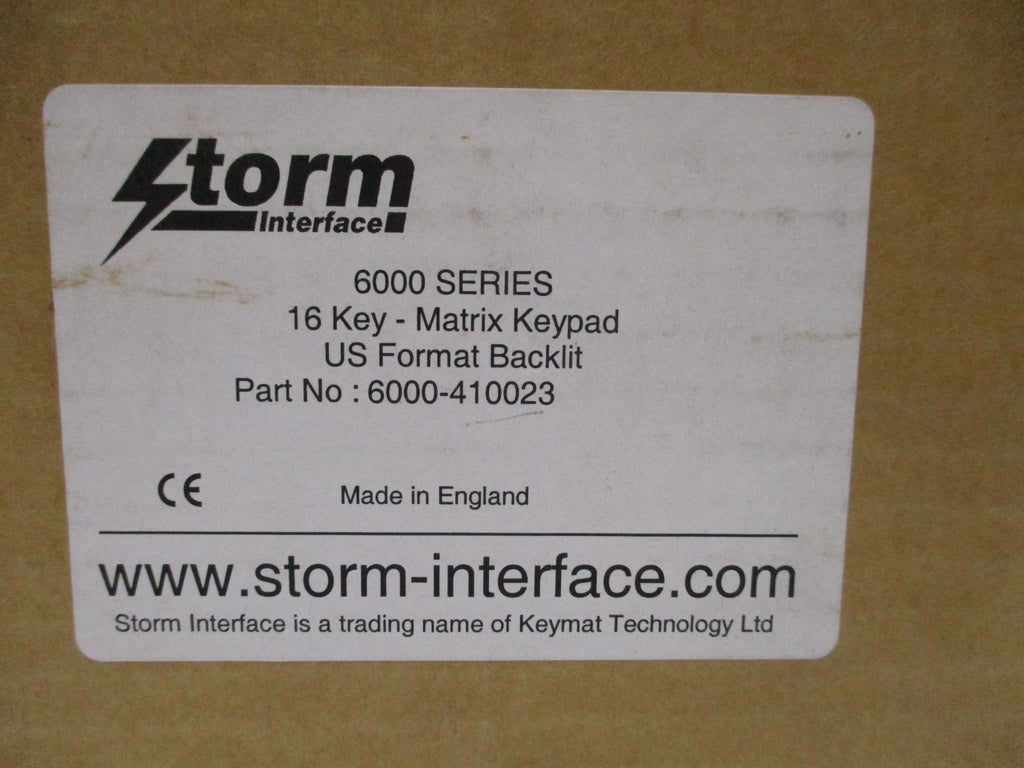 Storm
Interface
6000 SERIES
16 Key - Matrix Keypad
US Format Backlit
Part No : 6000-410023
CE
Made in England
www.storm-interface.com
Storm Interface is a trading name of Keymat Technology Ltd